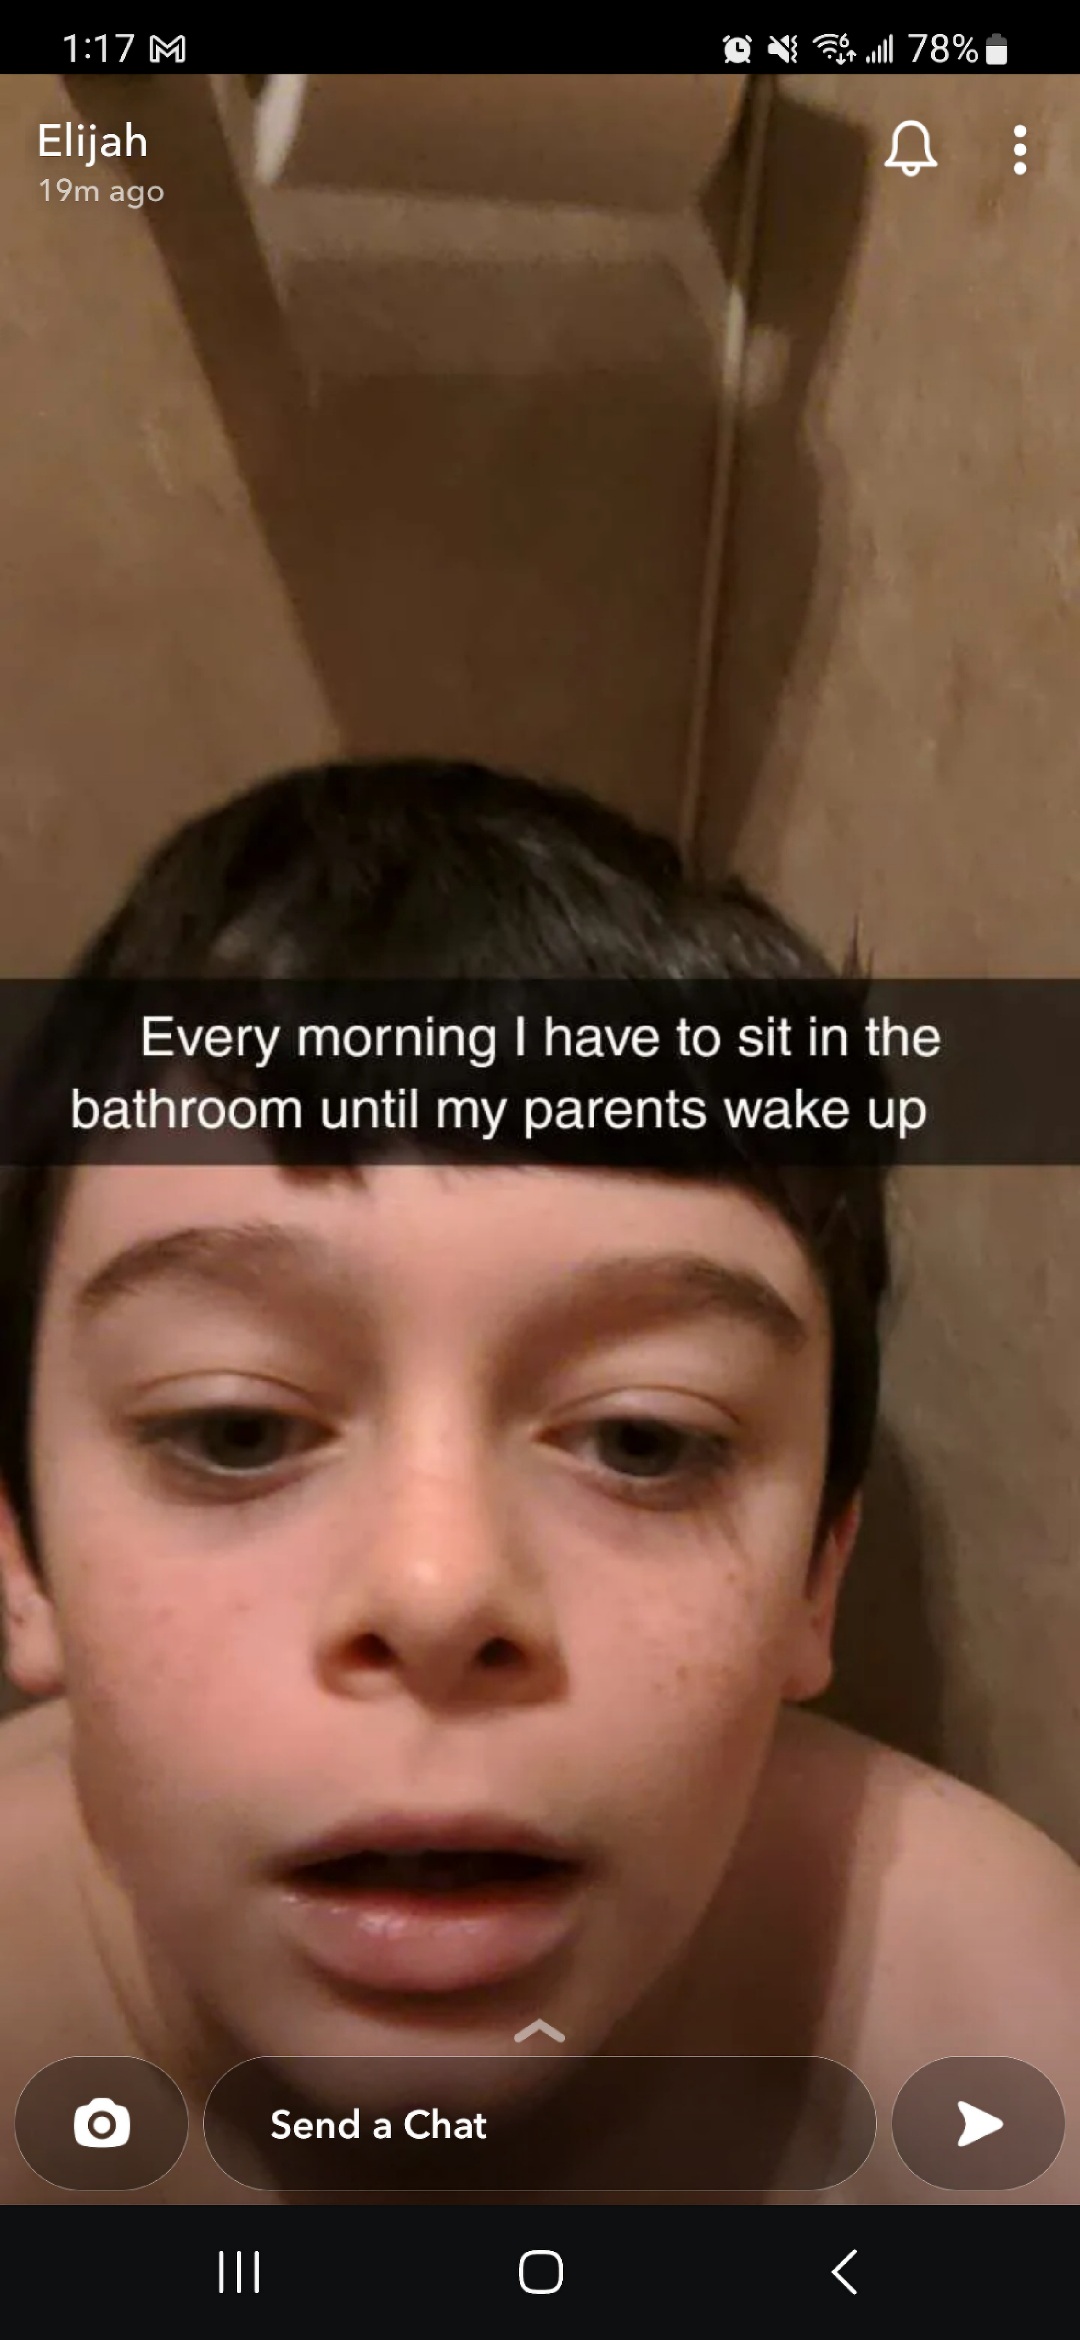 1:17 78%
Elijah
19m ago
Every morning I have to sit in the
bathroom until my parents wake up
Send a Chat